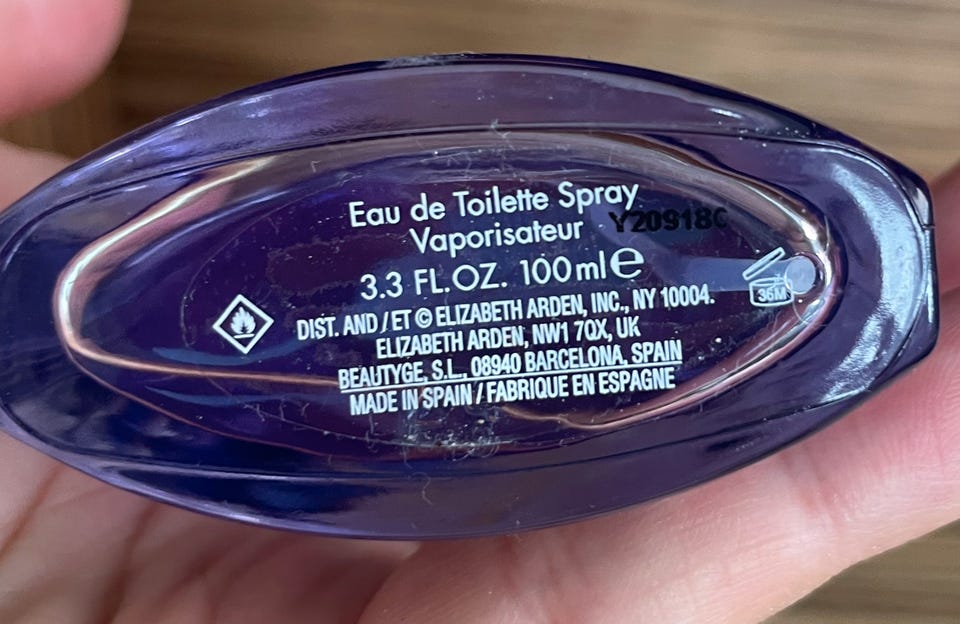 Eau de Toilette Spray
Vaporisateur
Y20918C
3.3 FL.OZ. 100ml℮
36M
DIST. AND/ET © ELIZABETH ARDEN, INC., NY 10004.
ELIZABETH ARDEN, NW1 7QX, UK
BEAUTYGE, S.L., 08940 BARCELONA, SPAIN
MADE IN SPAIN / FABRIQUE EN ESPAGNE